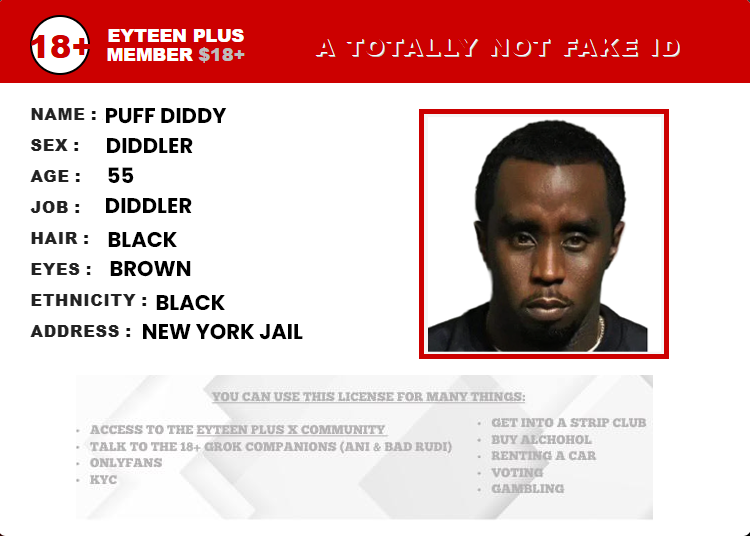 18+
EYTEEN PLUS
MEMBER $18+
A TOTALLY NOT FAKE ID
NAME : PUFF DIDDY
SEX : DIDDLER
AGE : 55
JOB : DIDDLER
HAIR : BLACK
EYES : BROWN
ETHNICITY : BLACK
ADDRESS : NEW YORK JAIL
YOU CAN USE THIS LICENSE FOR MANY THINGS:
• ACCESS TO THE EYTEEN PLUS X COMMUNITY
• TALK TO THE 18+ GROK COMPANIONS (ANI & BAD RUDI)
• ONLYFANS
• KYC
• GET INTO A STRIP CLUB
• BUY ALCHOHOL
• RENTING A CAR
• VOTING
• GAMBLING